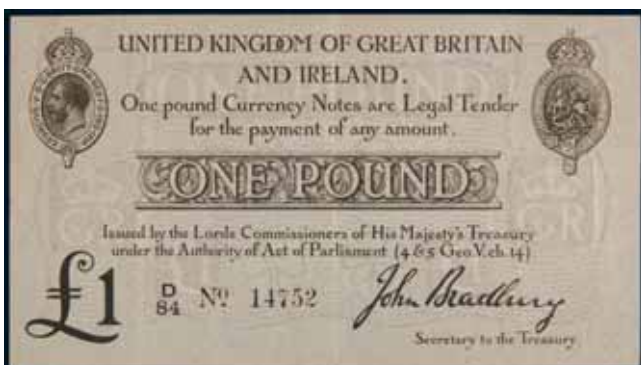 UNITED KINGDOM OF GREAT BRITAIN
AND IRELAND.
One pound Currency Notes are Legal Tender
for the payment of any amount.
ONE POUND
Issued by the Lords Commissioners of His Majesty's Treasury
under the Authority of Act of Parliament (4 & 5 Geo.V.ch.14)
£1 D/84 Nº 14752 John Bradbury
Secretary to the Treasury.